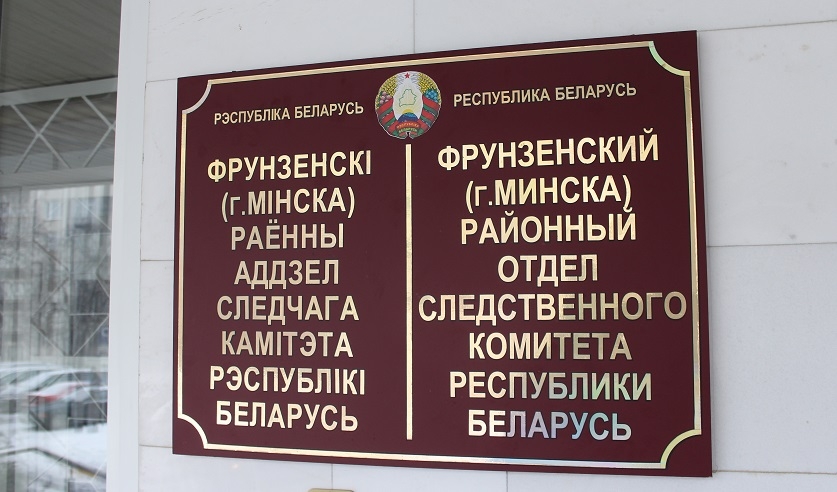 РЭСПУБЛІКА БЕЛАРУСЬ
ФРУНЗЕНСКІ
(г.МІНСКА)
РАЁННЫ
АДДЗЕЛ
СЛЕДЧАГА
КАМІТЭТА
РЭСПУБЛІКІ
БЕЛАРУСЬ
РЕСПУБЛИКА БЕЛАРУСЬ
ФРУНЗЕНСКИЙ
(г.МИНСКА)
РАЙОННЫЙ
ОТДЕЛ
СЛЕДСТВЕННОГО
КОМИТЕТА
РЕСПУБЛИКИ
БЕЛАРУСЬ